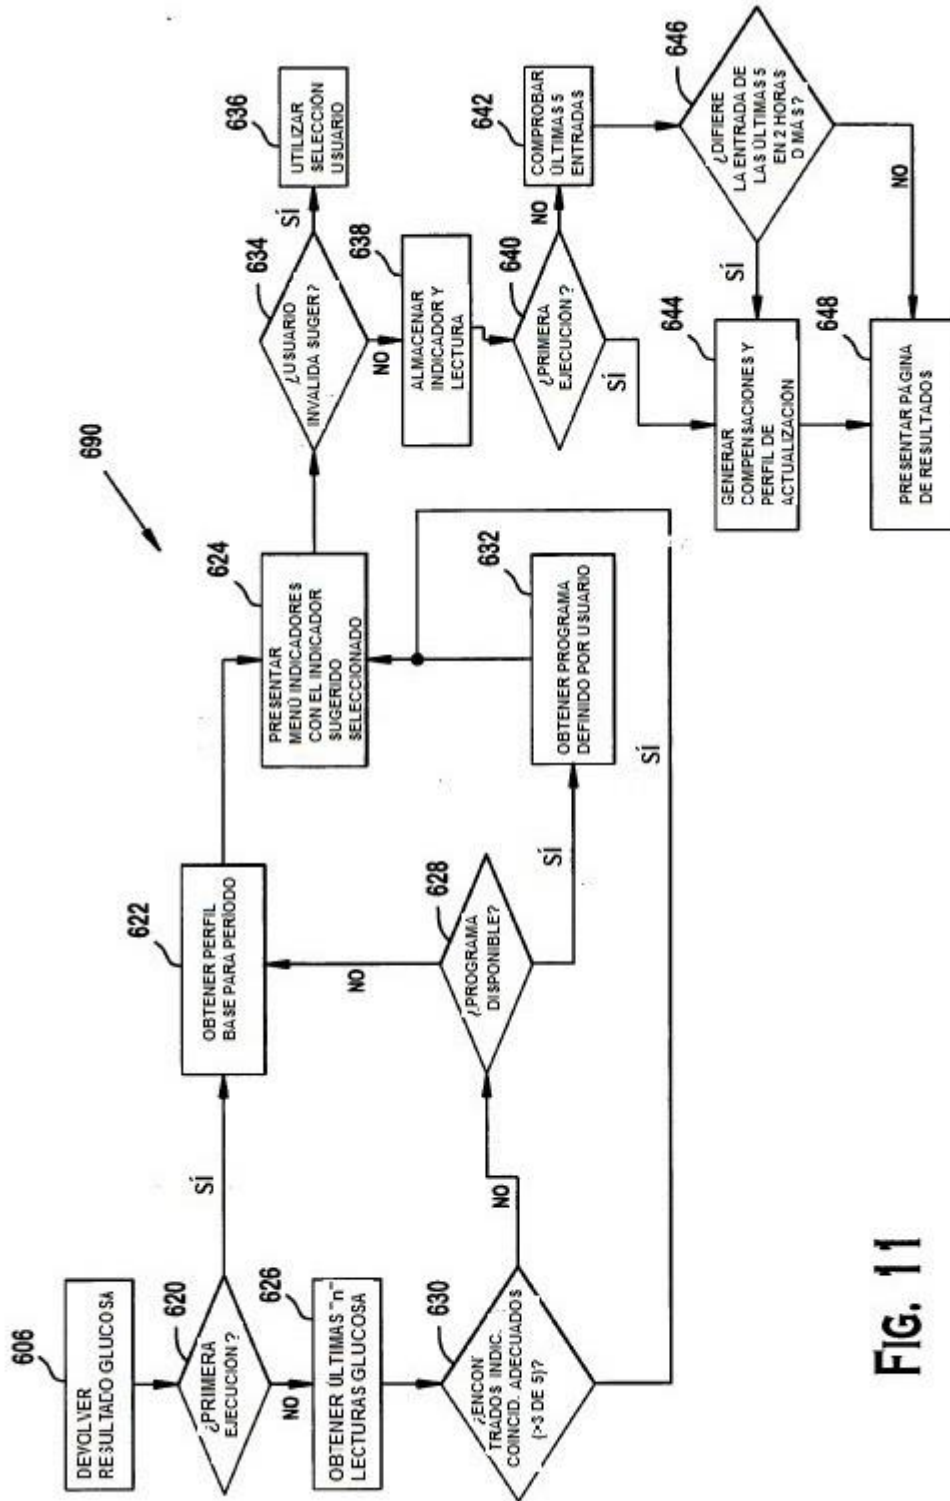 690
606
DEVOLVER
RESULTADO GLUCOSA
620
¿PRIMERA
EJECUCIÓN?
SÍ
NO
626
OBTENER ÚLTIMAS "n"
LECTURAS GLUCOSA
630
¿ENCON
TRADOS INDIC.
COINCID. ADECUADOS
(>3 DE 5)?
NO
SÍ
622
OBTENER PERFIL
BASE PARA PERÍODO
NO
628
¿PROGRAMA
DISPONIBLE?
SÍ
624
PRESENTAR
MENÚ INDICADORES
CON EL INDICADOR
SUGERIDO
SELECCIONADO
632
OBTENER PROGRAMA
DEFINIDO POR USUARIO
634
¿USUARIO
INVALIDA SUGER?
SÍ
636
UTILIZAR
SELECCIÓN
USUARIO
NO
638
ALMACENAR
INDICADOR Y
LECTURA
640
¿PRIMERA
EJECUCIÓN?
NO
SÍ
642
COMPROBAR
ÚLTIMAS 5
ENTRADAS
646
¿DIFIERE
LA ENTRADA DE
LAS ÚLTIMAS 5
EN 2 HORAS
O MÁS?
SÍ
NO
644
GENERAR
COMPENSACIONES Y
PERFIL DE
ACTUALIZACIÓN
648
PRESENTAR PÁGINA
DE RESULTADOS
FIG. 11